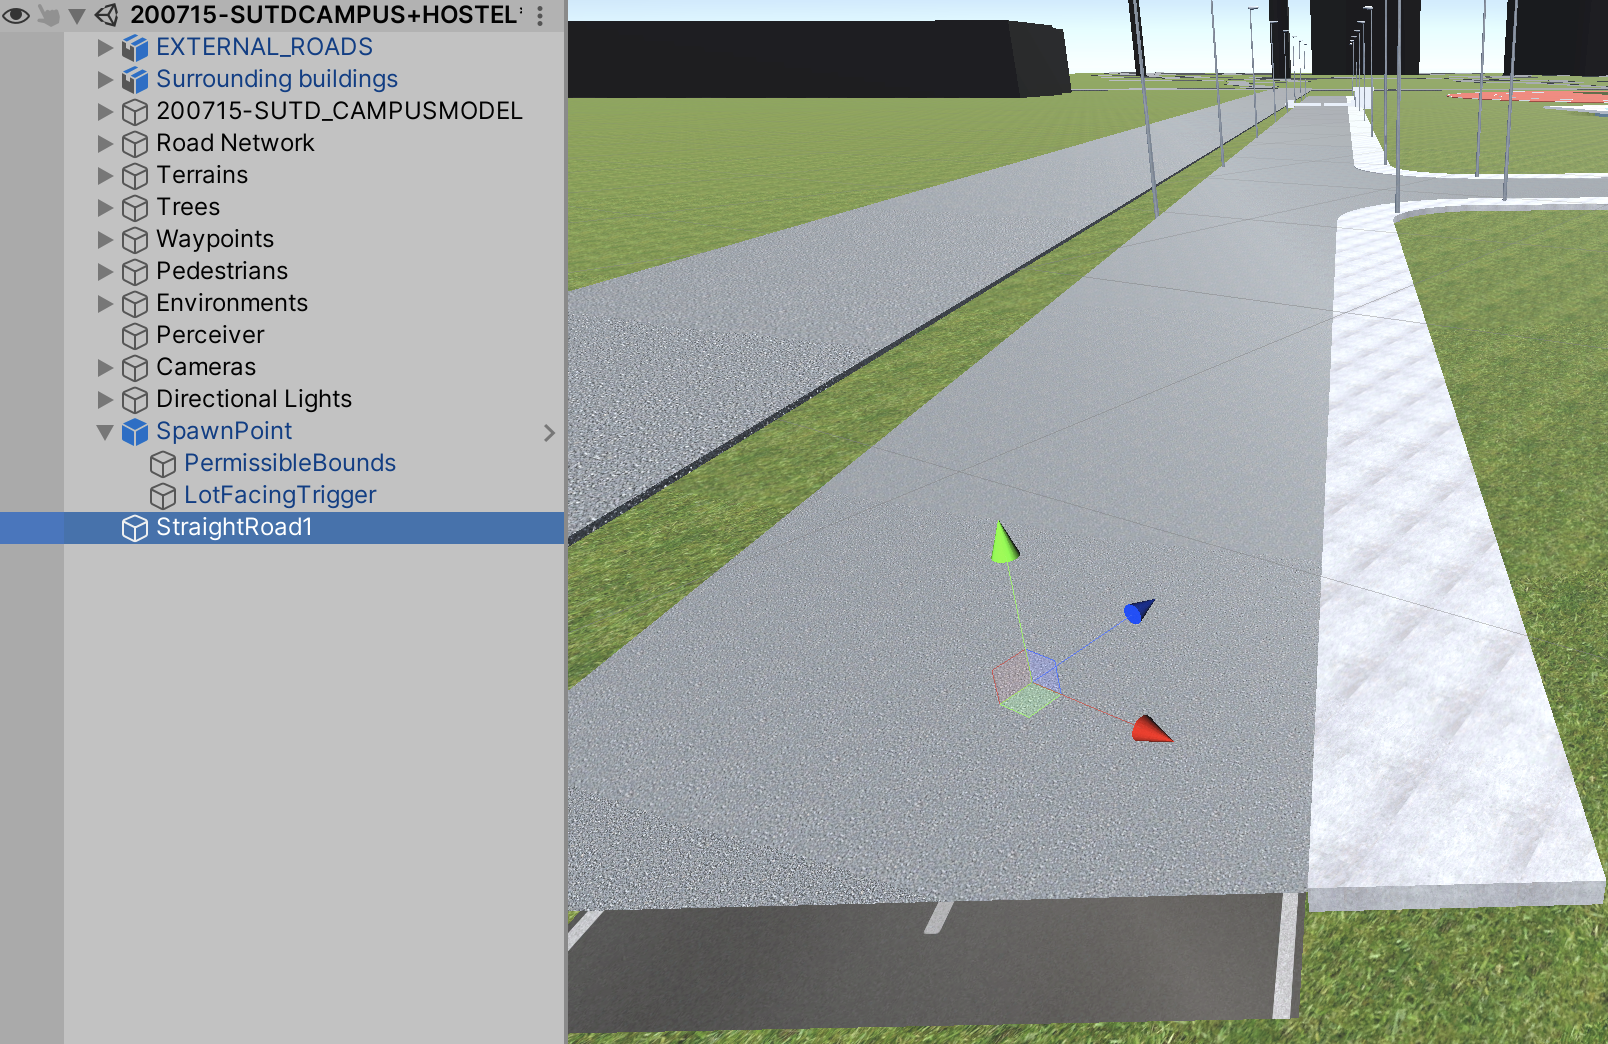 200715-SUTDCAMPUS+HOSTEL
EXTERNAL_ROADS
Surrounding buildings
200715-SUTD_CAMPUSMODEL
Road Network
Terrains
Trees
Waypoints
Pedestrians
Environments
Perceiver
Cameras
Directional Lights
SpawnPoint
PermissibleBounds
LotFacingTrigger
StraightRoad1